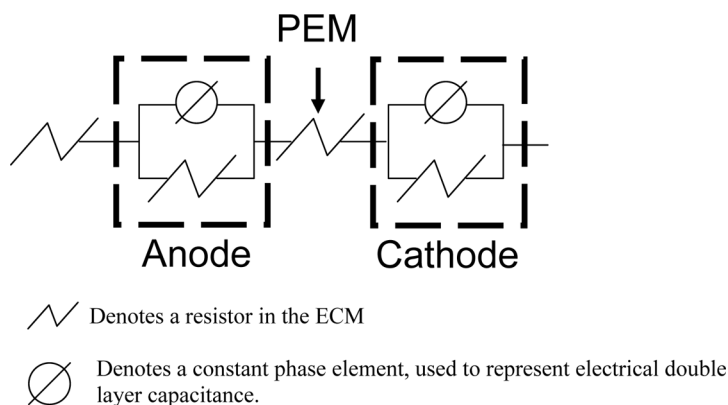 PEM
Anode
Cathode
Denotes a resistor in the ECM
Denotes a constant phase element, used to represent electrical double
layer capacitance.